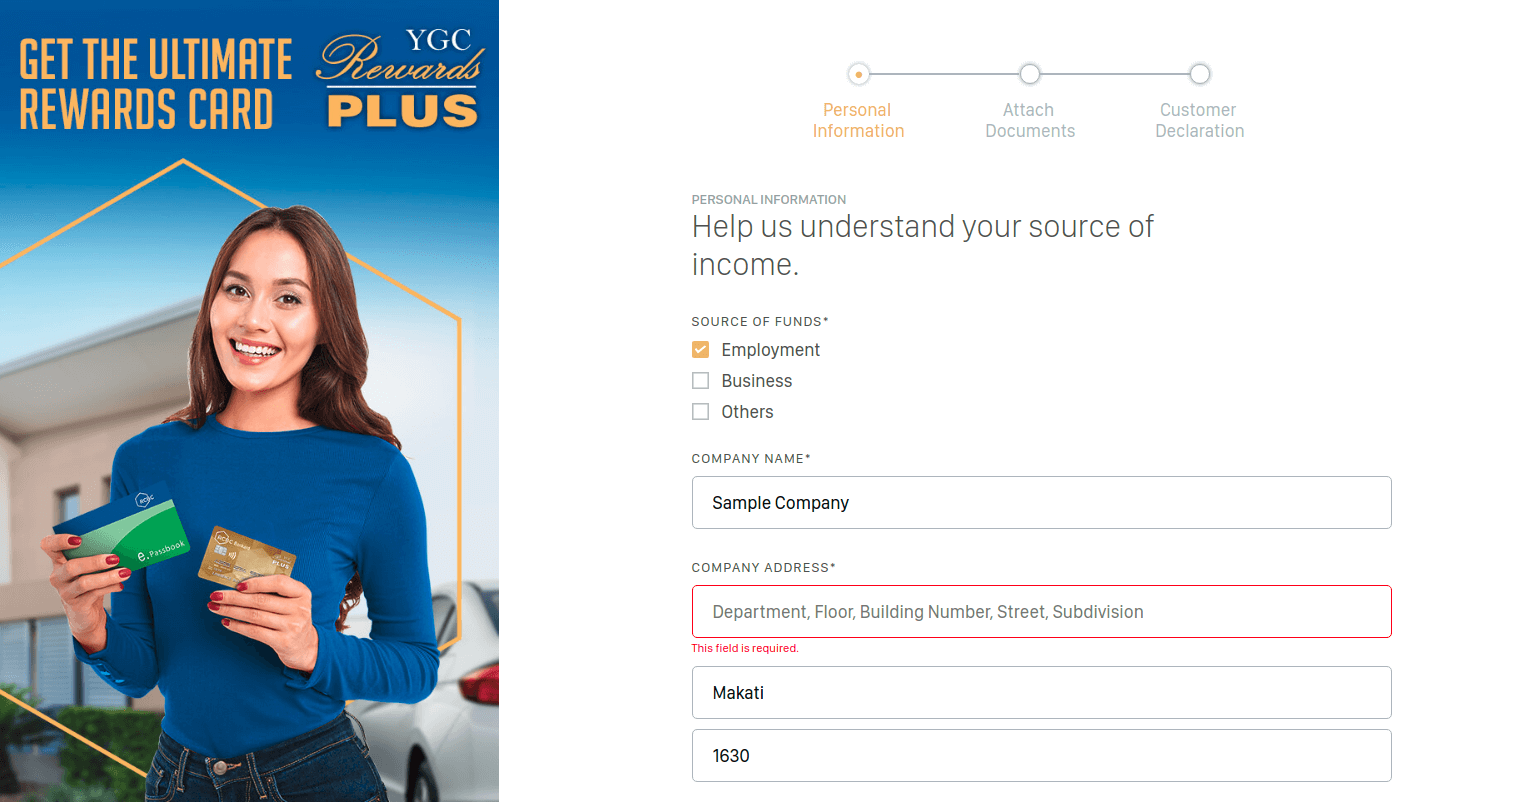 GET THE ULTIMATE
REWARDS CARD
YGC
Rewards
PLUS
RCBC
e.Passbook
PLUS
Personal
Information
Attach
Documents
Customer
Declaration
PERSONAL INFORMATION
Help us understand your source of
income.
SOURCE OF FUNDS*
Employment
Business
Others
COMPANY NAME*
Sample Company
COMPANY ADDRESS*
Department, Floor, Building Number, Street, Subdivision
This field is required.
Makati
1630